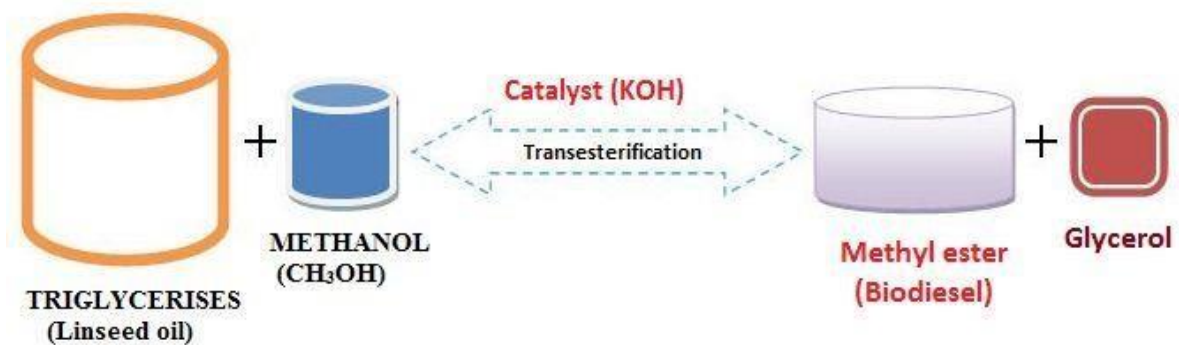 TRIGLYCERISES
(Linseed oil)
+
METHANOL
(CH₃OH)
Catalyst (KOH)
Transesterification
Methyl ester
(Biodiesel)
+
Glycerol